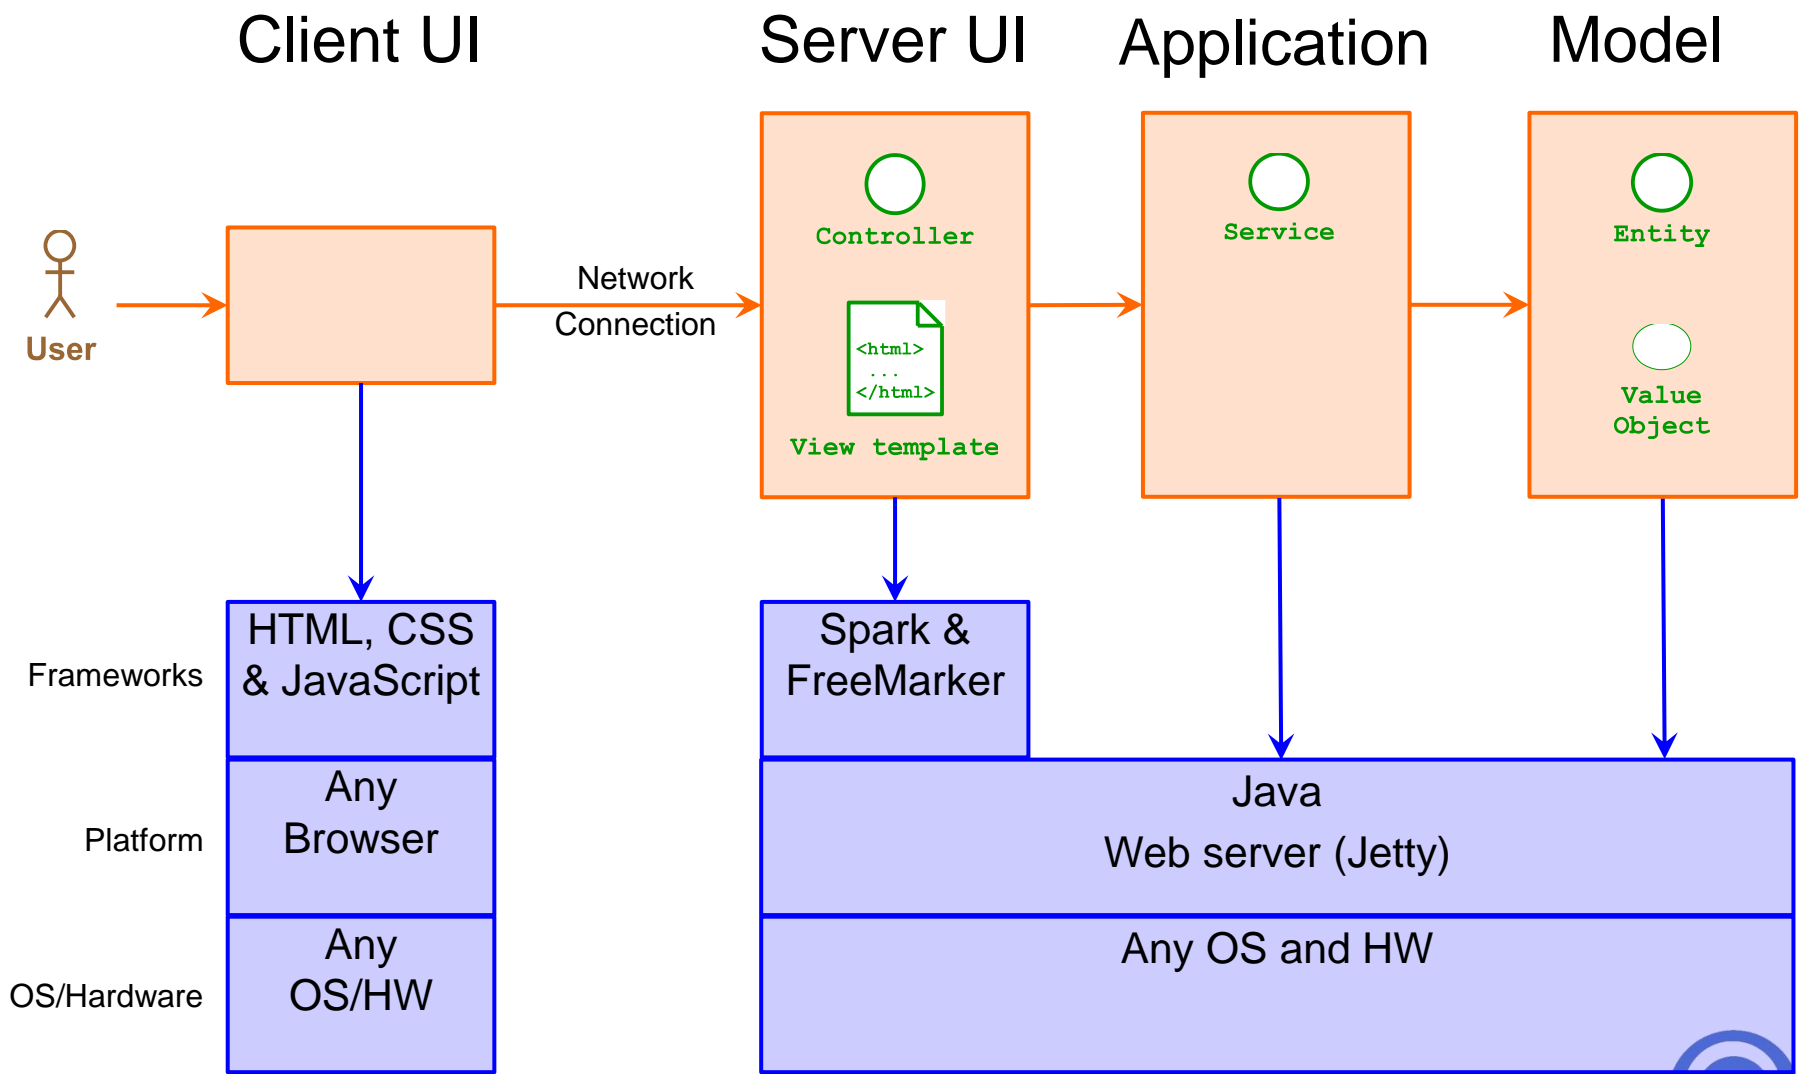 Client UI
Server UI
Application
Model
User
Network
Connection
Controller
<html>
...
</html>
View template
Service
Entity
Value
Object
Frameworks
HTML, CSS
& JavaScript
Spark &
FreeMarker
Platform
Any
Browser
Java
Web server (Jetty)
OS/Hardware
Any
OS/HW
Any OS and HW